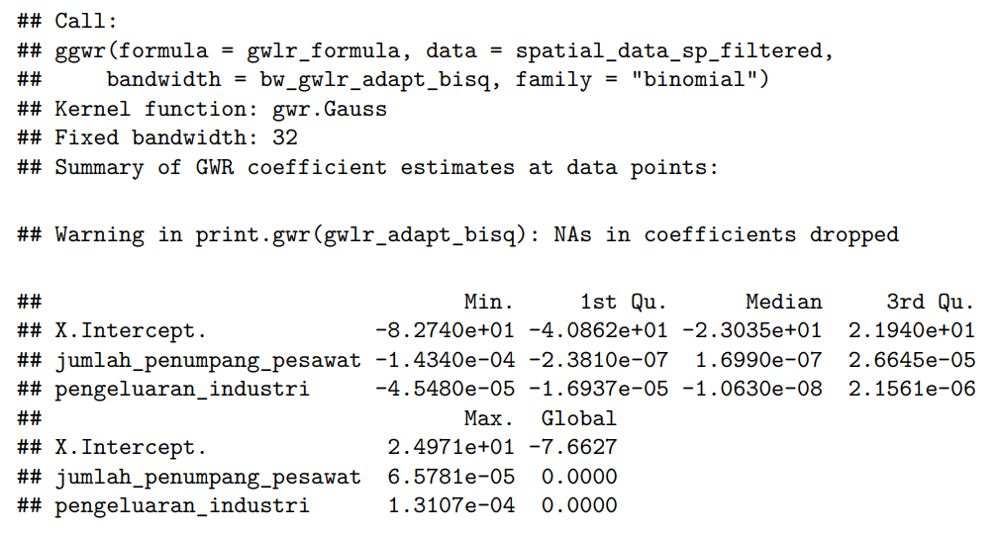 ## Call:
## ggwr(formula = gwlr_formula, data = spatial_data_sp_filtered,
##     bandwidth = bw_gwlr_adapt_bisq, family = "binomial")
## Kernel function: gwr.Gauss
## Fixed bandwidth: 32
## Summary of GWR coefficient estimates at data points:
## Warning in print.gwr(gwlr_adapt_bisq): NAs in coefficients dropped
##                                 Min.     1st Qu.      Median     3rd Qu.
## X.Intercept.             -8.2740e+01 -4.0862e+01 -2.3035e+01  2.1940e+01
## jumlah_penumpang_pesawat -1.4340e-04 -2.3810e-07  1.6990e-07  2.6645e-05
## pengeluaran_industri     -4.5480e-05 -1.6937e-05 -1.0630e-08  2.1561e-06
##                                 Max.  Global
## X.Intercept.              2.4971e+01 -7.6627
## jumlah_penumpang_pesawat  6.5781e-05  0.0000
## pengeluaran_industri      1.3107e-04  0.0000